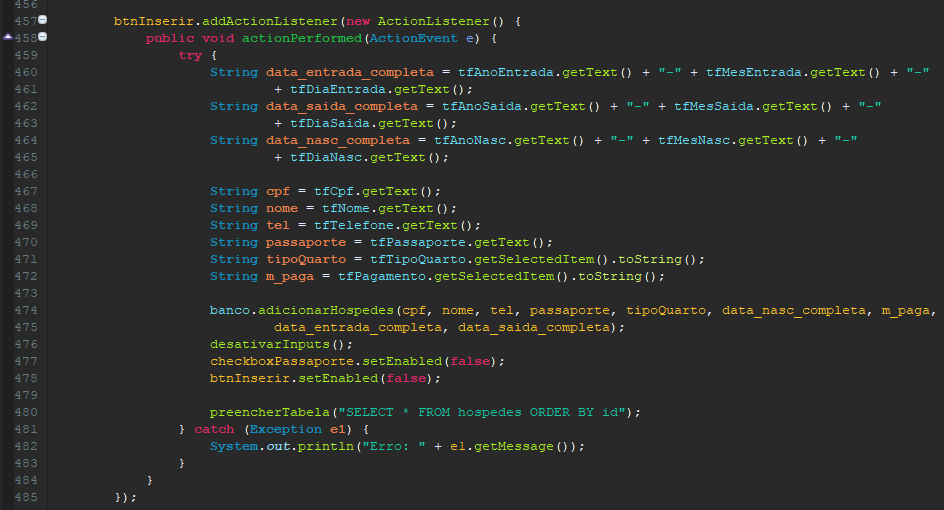 456
457 btnInserir.addActionListener(new ActionListener() {
458 public void actionPerformed(ActionEvent e) {
459 try {
460 String data_entrada_completa = tfAnoEntrada.getText() + "-" + tfMesEntrada.getText() + "-"
461 + tfDiaEntrada.getText();
462 String data_saida_completa = tfAnoSaida.getText() + "-" + tfMesSaida.getText() + "-"
463 + tfDiaSaida.getText();
464 String data_nasc_completa = tfAnoNasc.getText() + "-" + tfMesNasc.getText() + "-"
465 + tfDiaNasc.getText();
466
467 String cpf = tfCpf.getText();
468 String nome = tfNome.getText();
469 String tel = tfTelefone.getText();
470 String passaporte = tfPassaporte.getText();
471 String tipoQuarto = tfTipoQuarto.getSelectedItem().toString();
472 String m_paga = tfPagamento.getSelectedItem().toString();
473
474 banco.adicionarHospedes(cpf, nome, tel, passaporte, tipoQuarto, data_nasc_completa, m_paga,
475 data_entrada_completa, data_saida_completa);
476 desativarInputs();
477 checkboxPassaporte.setEnabled(false);
478 btnInserir.setEnabled(false);
479
480 preencherTabela("SELECT * FROM hospedes ORDER BY id");
481 } catch (Exception e1) {
482 System.out.println("Erro: " + e1.getMessage());
483 }
484 }
485 });